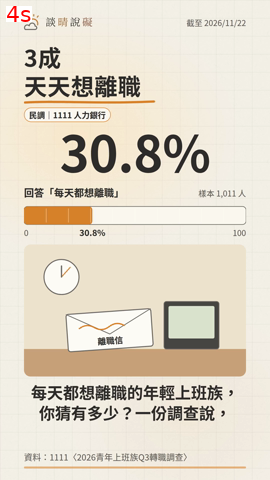 4s
談晴說礙
截至 2026/11/22
3成
天天想離職
民調｜1111 人力銀行
30.8%
回答「每天都想離職」
樣本 1,011 人
0
30.8%
100
離職信
每天都想離職的年輕上班族，
你猜有多少？一份調查說，
資料：1111〈2026青年上班族Q3轉職調查〉